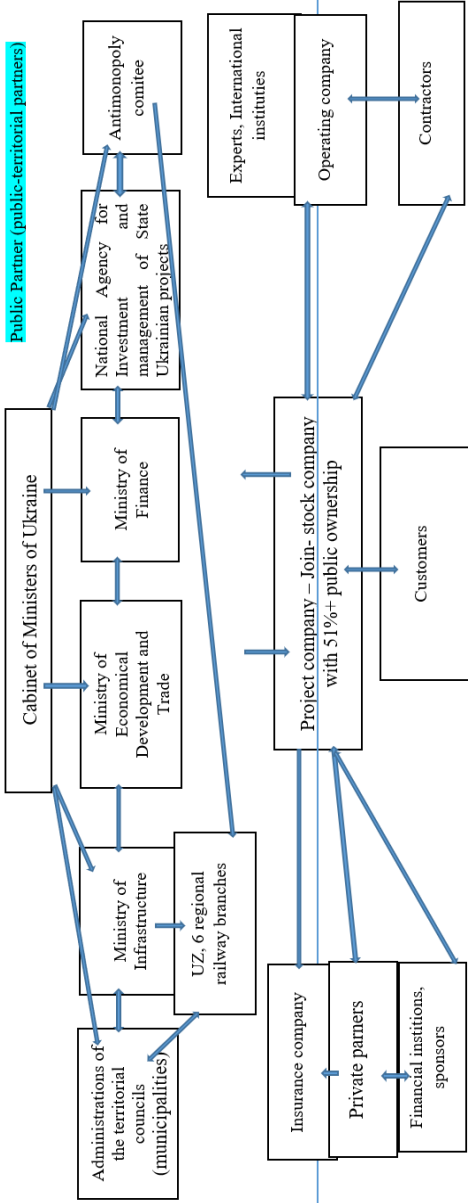 Public Partner (public-territorial partners)
Cabinet of Ministers of Ukraine
Administrations of
the territorial
councils
(municipalities)
Ministry of
Infrastructure
Ministry of
Economical
Development and
Trade
Ministry of
Finance
National Agency for
Investment and
management of State
Ukrainian projects
Antimonopoly
comitee
UZ, 6 regional
railway branches
Insurance company
Private parners
Financial institions,
sponsors
Project company – Join- stock company
with 51%+ public ownership
Customers
Experts, International
instituties
Operating company
Contractors